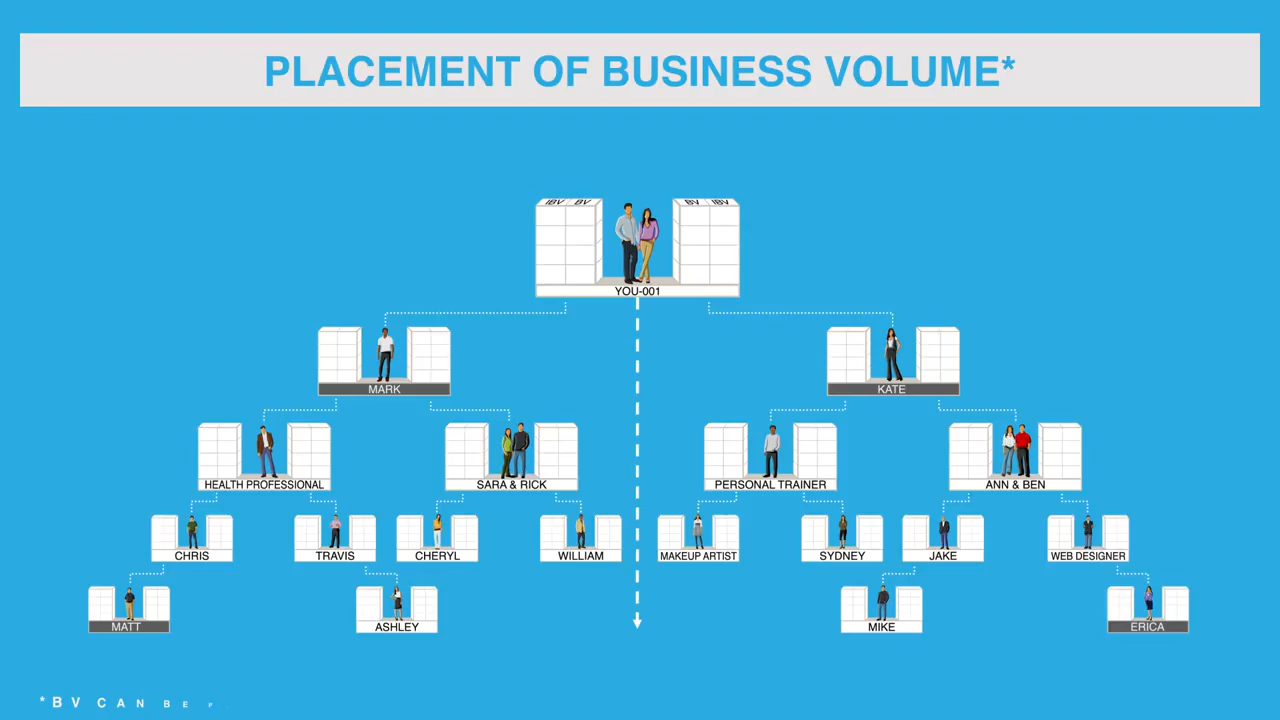 PLACEMENT OF BUSINESS VOLUME*
IBV BV BV IBV
YOU-001
MARK KATE
HEALTH PROFESSIONAL SARA & RICK PERSONAL TRAINER ANN & BEN
CHRIS TRAVIS CHERYL WILLIAM MAKEUP ARTIST SYDNEY JAKE WEB DESIGNER
MATT ASHLEY MIKE ERICA
*BV CAN BE P